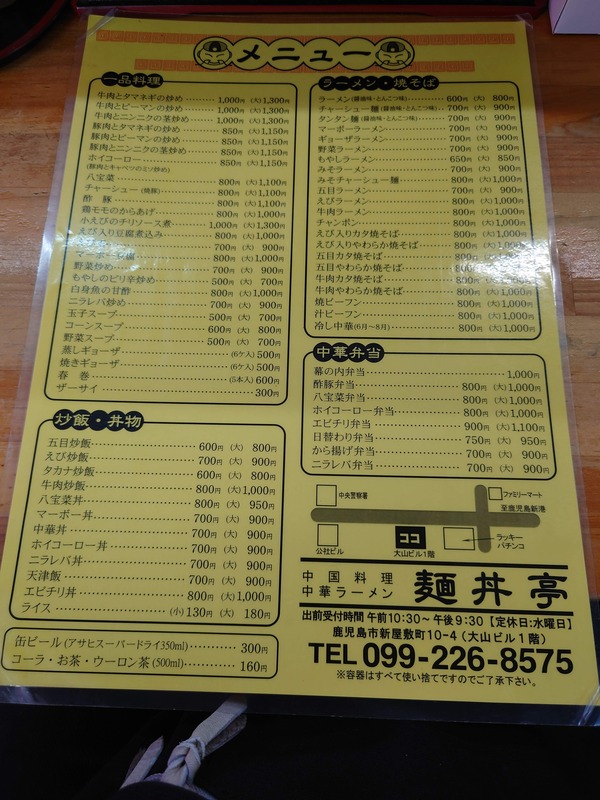 メニュー
一品料理
牛肉とタマネギの炒め 1,000円 (大)1,300円
牛肉とピーマンの炒め 1,000円 (大)1,300円
牛肉とニンニクの茎炒め 1,000円 (大)1,300円
豚肉とタマネギの炒め 850円 (大)1,150円
豚肉とピーマンの炒め 850円 (大)1,150円
豚肉とニンニクの茎炒め 850円 (大)1,150円
ホイコーロー 850円 (大)1,150円
(豚肉とキャベツのミソ炒め)
八宝菜 800円 (大)1,100円
チャーシュー(焼豚) 800円 (大)1,100円
酢豚 800円 (大)1,100円
鶏モモのからあげ 800円 (大)1,000円
小えびのチリソース煮 1,000円 (大)1,300円
えび入り豆腐煮込み 800円 (大)1,000円
700円 (大) 900円
マーボー 800円 (大)1,000円
野菜炒め 700円 (大) 900円
もやしのピリ辛炒め 500円 (大) 700円
白身魚の甘酢 800円 (大)1,000円
ニラレバ炒め 700円 (大) 900円
玉子スープ 500円 (大) 700円
コーンスープ 600円 (大) 800円
野菜スープ 500円 (大) 700円
蒸しギョーザ (6ケ入)500円
焼きギョーザ (6ケ入)500円
春巻 (5本入)600円
ザーサイ 300円
炒飯・丼物
五目炒飯 600円 (大) 800円
えび炒飯 700円 (大) 900円
タカナ炒飯 600円 (大) 800円
牛肉炒飯 800円 (大)1,000円
八宝菜丼 800円 (大) 950円
マーボー丼 700円 (大) 900円
中華丼 700円 (大) 900円
ホイコーロー丼 700円 (大) 900円
ニラレバ丼 700円 (大) 900円
天津飯 700円 (大) 900円
エビチリ丼 800円 (大)1,000円
ライス (小)130円 (大) 180円
缶ビール(アサヒスーパードライ350ml) 300円
コーラ・お茶・ウーロン茶(500ml) 160円
ラーメン・焼そば
ラーメン(醤油味・とんこつ味) 600円 (大) 800円
チャーシュー麺(醤油味・とんこつ味) 700円 (大) 900円
タンタン麺(醤油味・とんこつ味) 700円 (大) 900円
マーボーラーメン 700円 (大) 900円
ギョーザラーメン 700円 (大) 900円
野菜ラーメン 700円 (大) 900円
もやしラーメン 650円 (大) 850円
みそラーメン 700円 (大) 900円
みそチャーシュー麺 800円 (大)1,000円
五目ラーメン 700円 (大) 900円
えびラーメン 800円 (大)1,000円
牛肉ラーメン 800円 (大)1,000円
チャンポン 800円 (大)1,000円
えび入りカタ焼そば 800円 (大)1,000円
えび入りやわらか焼そば 800円 (大)1,000円
五目カタ焼そば 800円
五目やわらか焼そば
牛肉カタ焼そば 800円
牛肉やわらか焼そば 800円 (大)1,000円
焼ビーフン 800円 (大)1,000円
汁ビーフン 800円 (大)1,000円
冷し中華(6月〜8月) 800円 (大)1,000円
中華弁当
幕の内弁当 1,000円
酢豚弁当 800円 (大)1,000円
八宝菜弁当 800円 (大)1,000円
ホイコーロー弁当 800円 (大)1,000円
エビチリ弁当 900円 (大)1,100円
日替わり弁当 750円 (大) 950円
から揚げ弁当 700円 (大) 900円
ニラレバ弁当 700円 (大) 900円
中央警察署
ファミリーマート
至鹿児島新港
公社ビル
ココ
大山ビル1階
ラッキー
パチンコ
中国料理
中華ラーメン
麺丼亭
出前受付時間 午前10:30〜午後9:30【定休日:水曜日】
鹿児島市新屋敷町10-4(大山ビル1階)
TEL 099-226-8575
※容器はすべて使い捨てですのでご了承下さい。